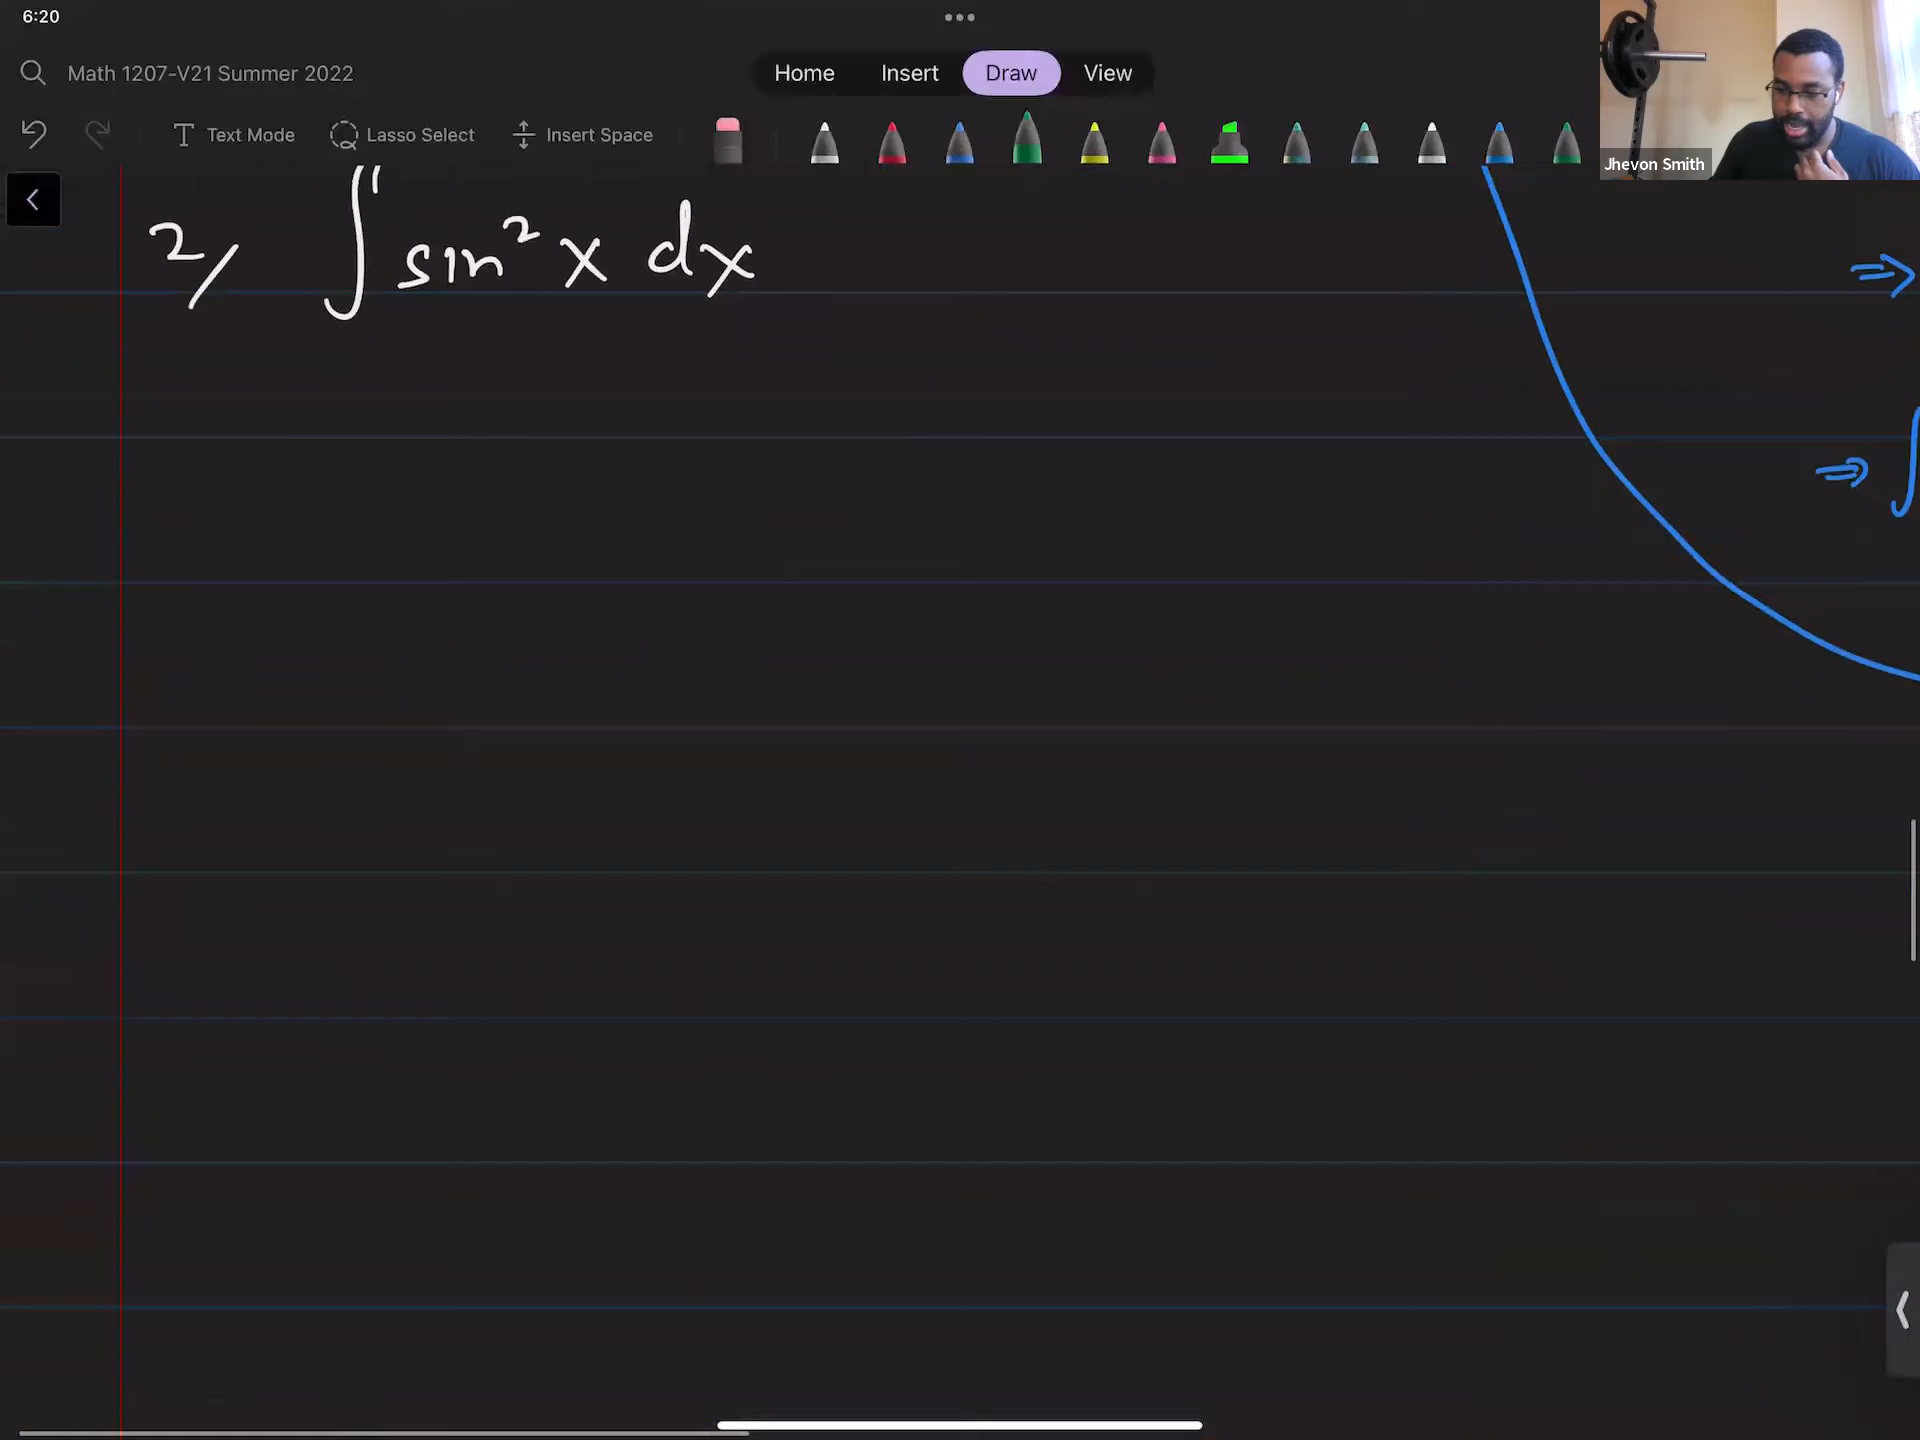 6:20
Math 1207-V21 Summer 2022
Home Insert Draw View
Text Mode Lasso Select Insert Space
Jhevon Smith
2/ ∫ sin² x dx
⇒
⇒ ∫